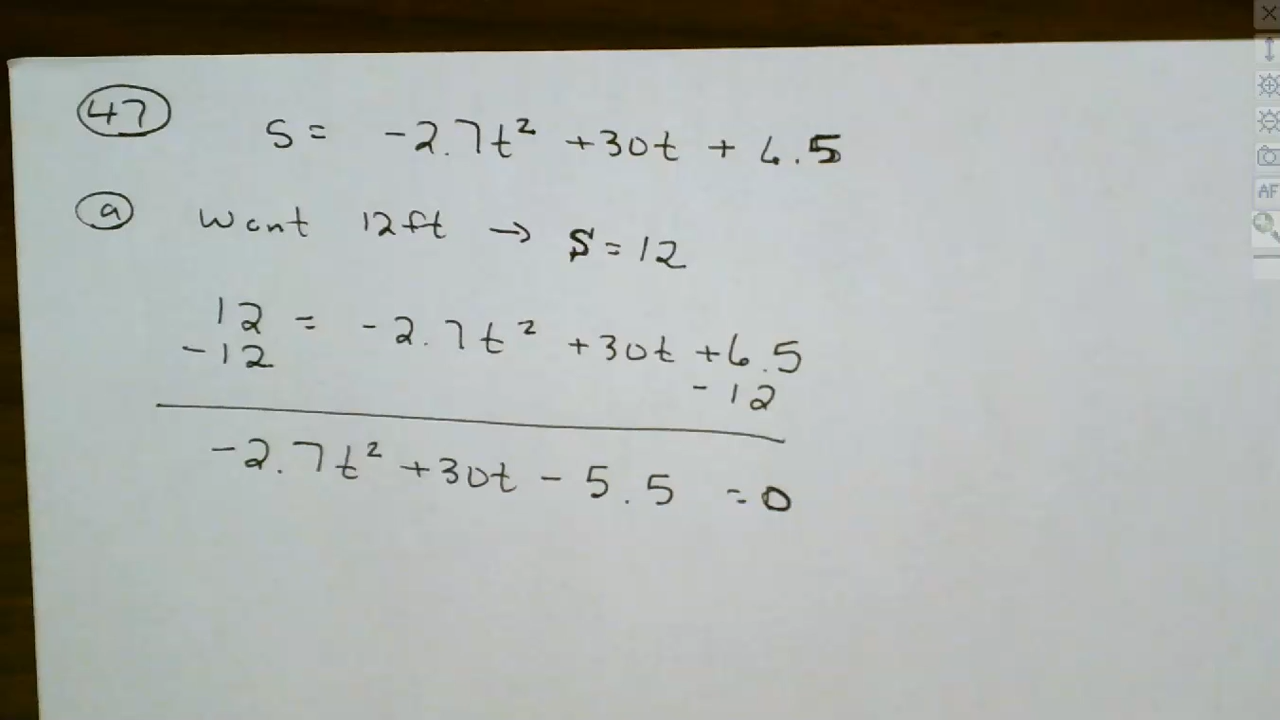 47 S = -2.7t² +30t + 6.5
a Want 12ft → S = 12
12 = -2.7t² +30t +6.5
-12 -12
-2.7t² +30t - 5.5 = 0
AF